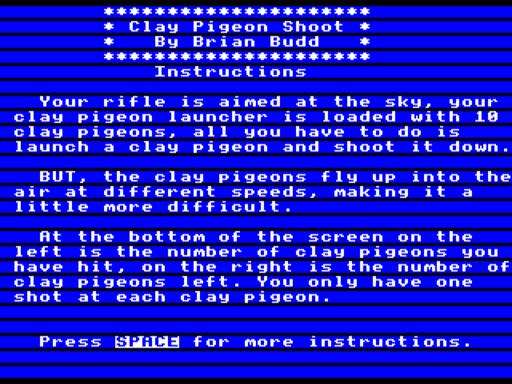 *********************
* Clay Pigeon Shoot *
*   By Brian Budd   *
*********************
Instructions
Your rifle is aimed at the sky, your
clay pigeon launcher is loaded with 10
clay pigeons, all you have to do is
launch a clay pigeon and shoot it down.
BUT, the clay pigeons fly up into the
air at different speeds, making it a
little more difficult.
At the bottom of the screen on the
left is the number of clay pigeons you
have hit, on the right is the number of
clay pigeons left. You only have one
shot at each clay pigeon.
Press SPACE for more instructions.